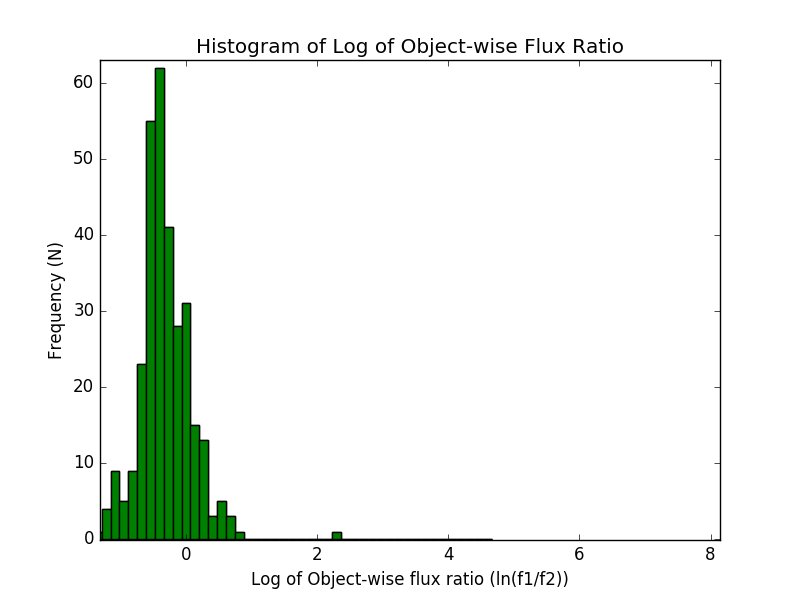 Histogram of Log of Object-wise Flux Ratio
60
50
40
30
20
10
0
Frequency (N)
0 2 4 6 8
Log of Object-wise flux ratio (ln(f1/f2))